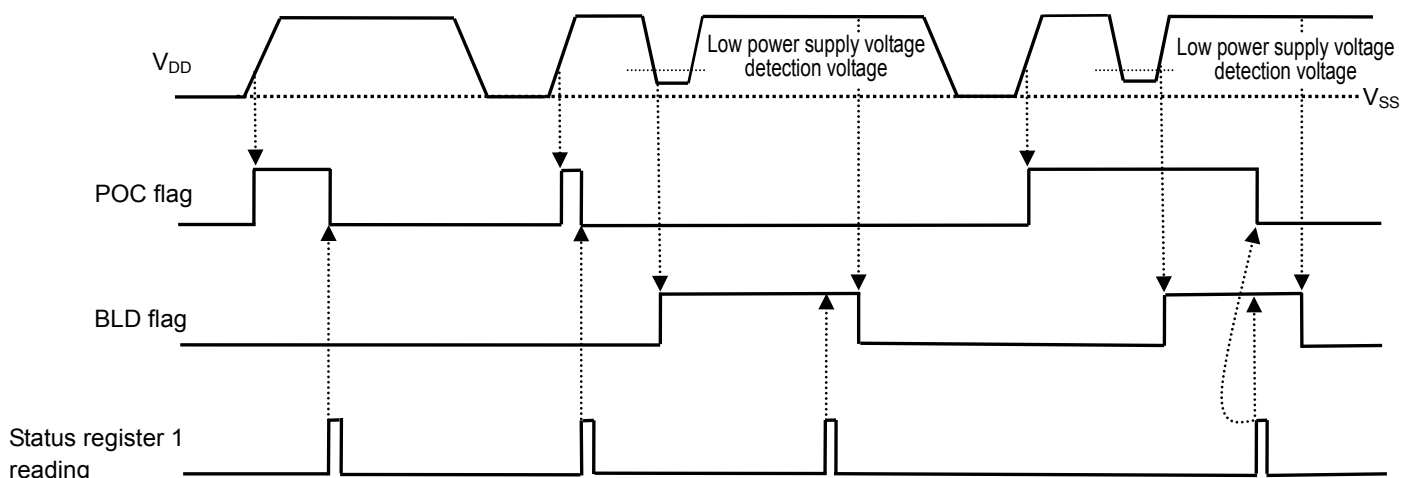 Low power supply voltage
detection voltage
Low power supply voltage
detection voltage
VDD
VSS
POC flag
BLD flag
Status register 1
reading